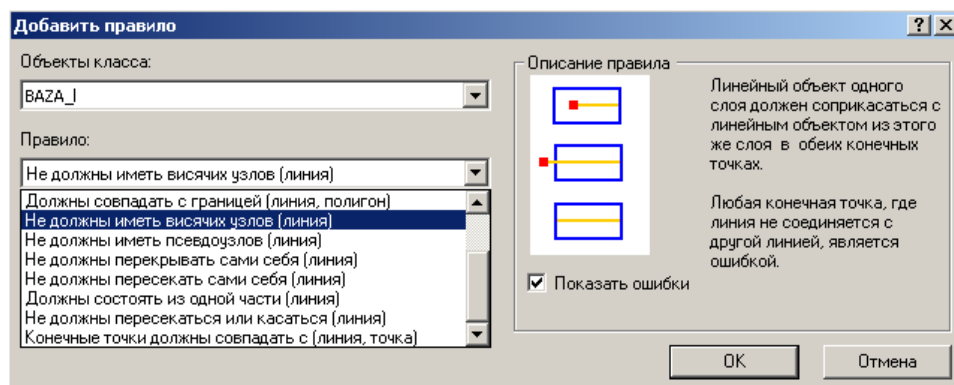 Добавить правило
Объекты класса:
BAZA_l
Правило:
Не должны иметь висячих узлов (линия)
Должны совпадать с границей (линия, полигон)
Не должны иметь висячих узлов (линия)
Не должны иметь псевдоузлов (линия)
Не должны перекрывать сами себя (линия)
Не должны пересекать сами себя (линия)
Должны состоять из одной части (линия)
Не должны пересекаться или касаться (линия)
Конечные точки должны совпадать с (линия, точка)
Описание правила
Линейный объект одного
слоя должен соприкасаться с
линейным объектом из этого
же слоя в обеих конечных
точках.
Любая конечная точка, где
линия не соединяется с
другой линией, является
ошибкой.
Показать ошибки
OK
Отмена